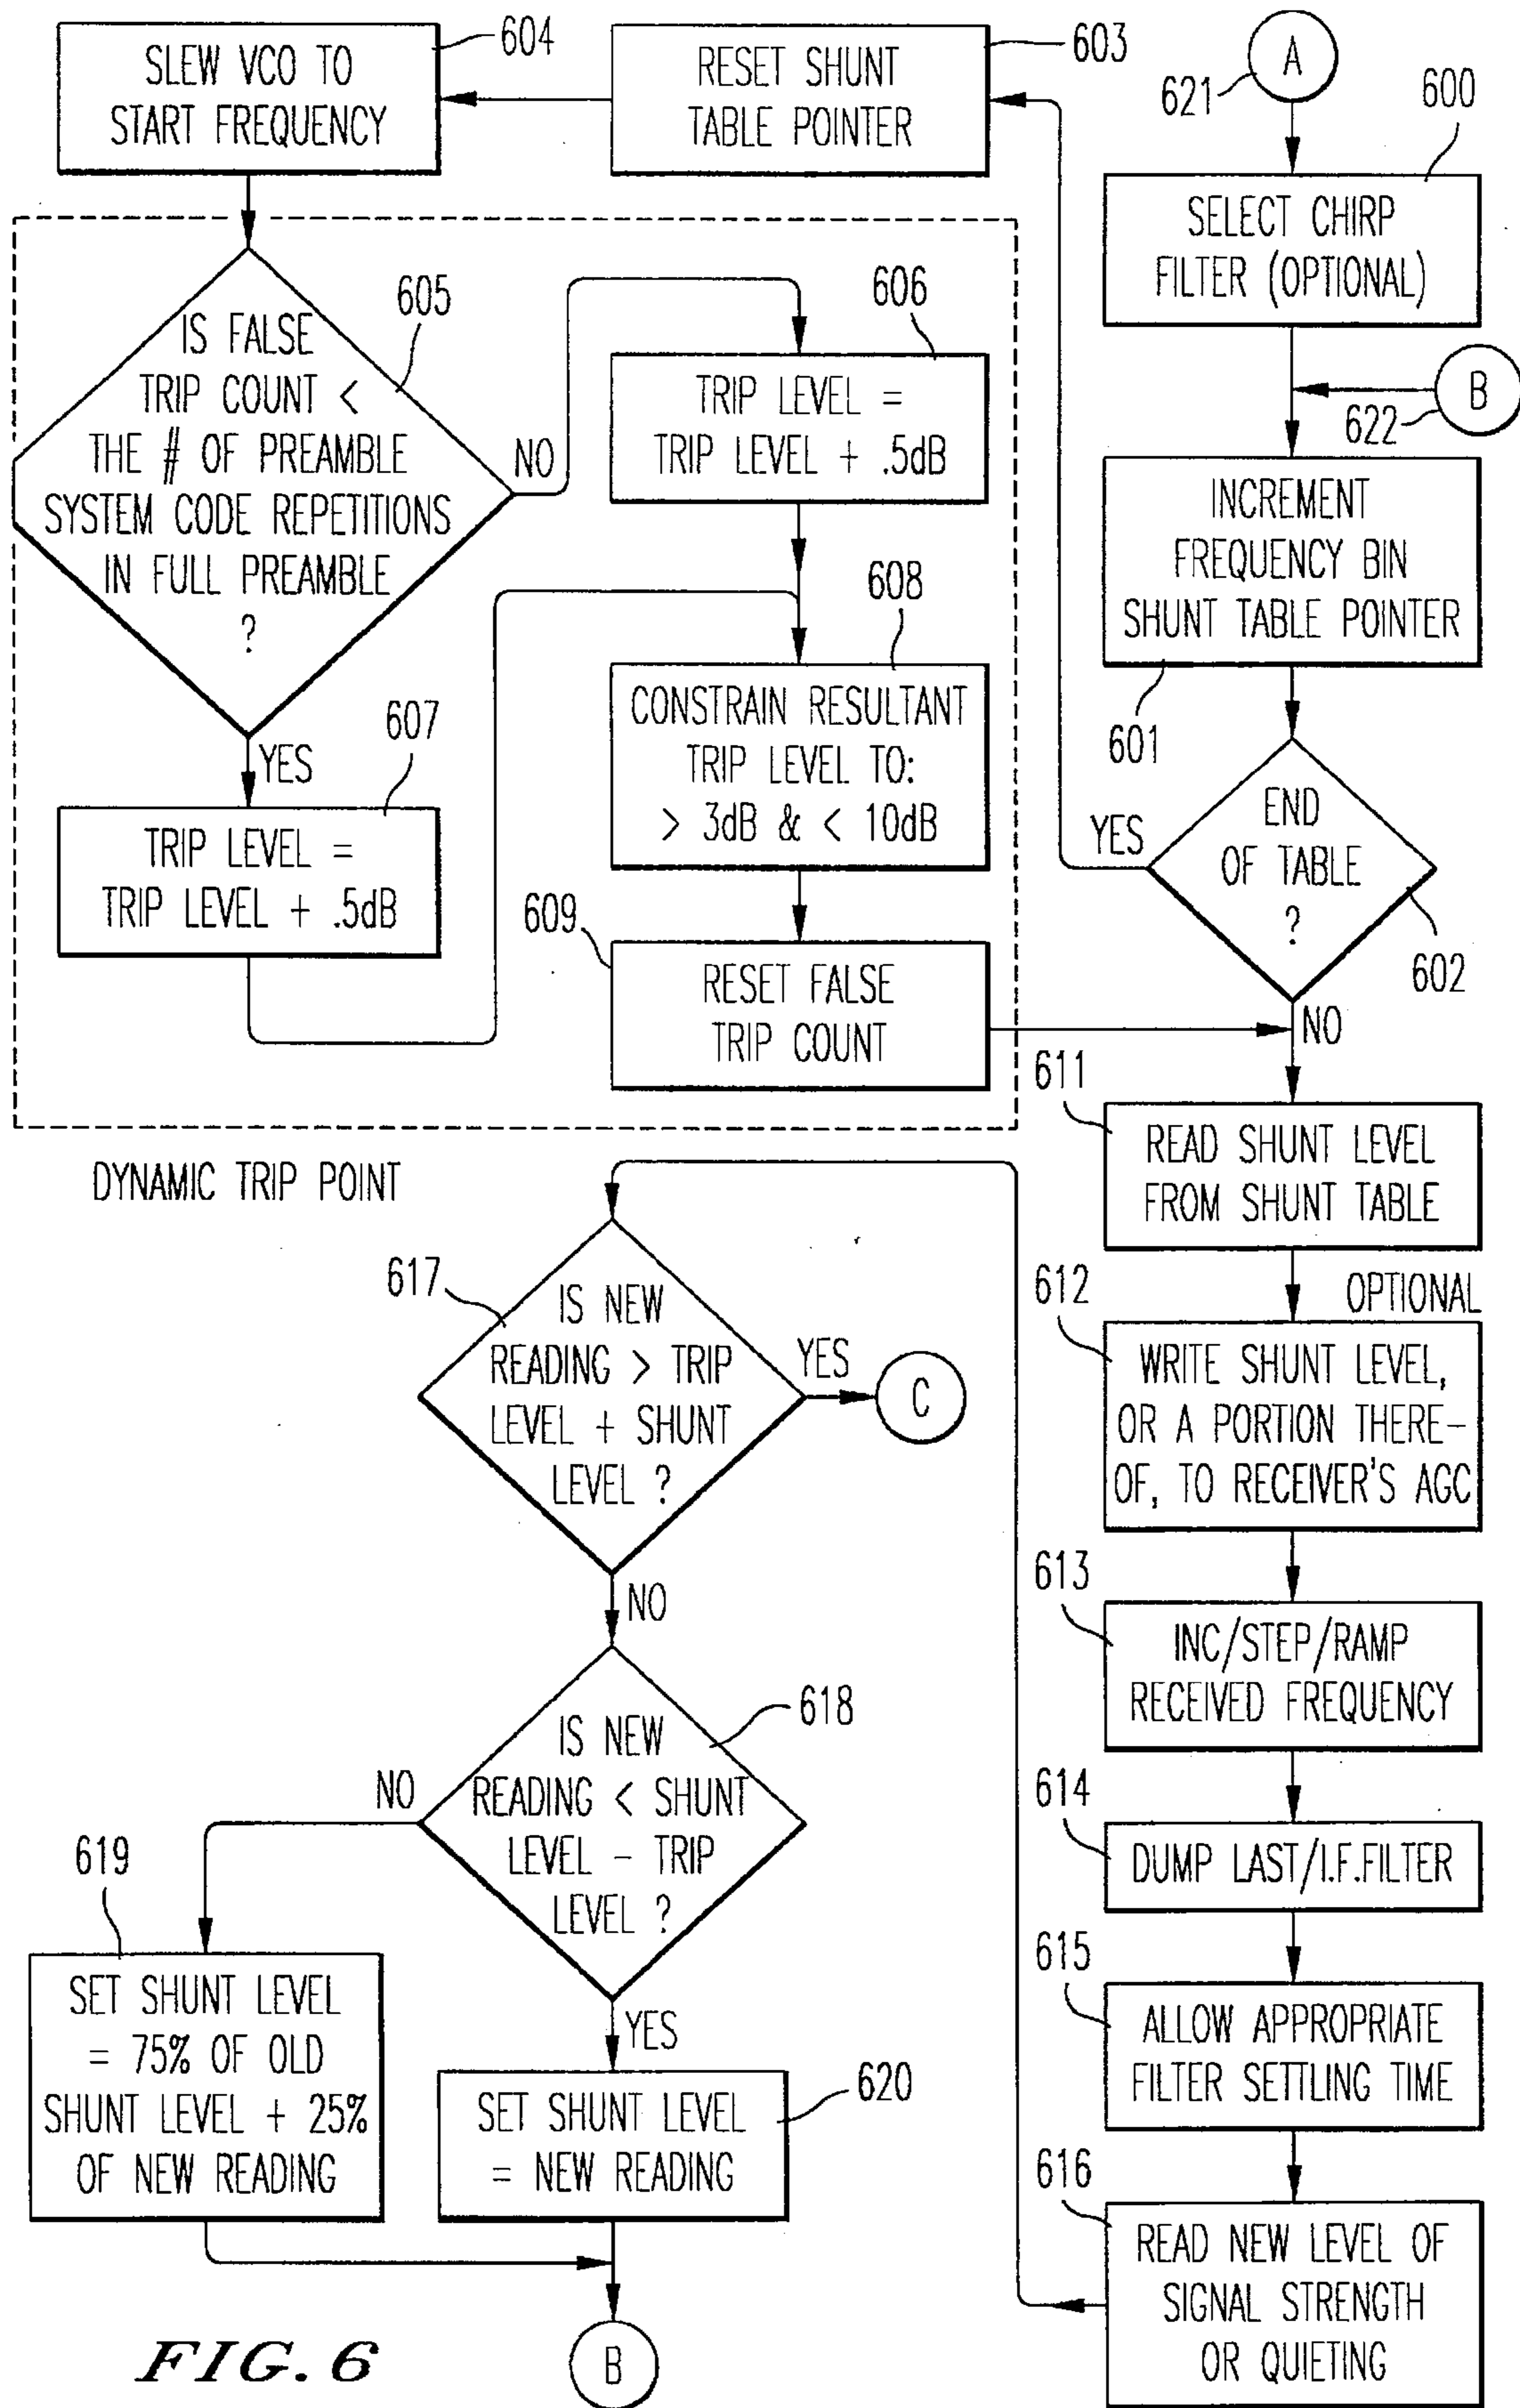 SLEW VCO TO
START FREQUENCY
604
RESET SHUNT
TABLE POINTER
603
A
621
600
SELECT CHIRP
FILTER (OPTIONAL)
B
622
INCREMENT
FREQUENCY BIN
SHUNT TABLE POINTER
601
END
OF TABLE
?
602
YES
NO
IS FALSE
TRIP COUNT <
THE # OF PREAMBLE
SYSTEM CODE REPETITIONS
IN FULL PREAMBLE
?
605
NO
YES
606
TRIP LEVEL =
TRIP LEVEL + .5dB
607
TRIP LEVEL =
TRIP LEVEL + .5dB
608
CONSTRAIN RESULTANT
TRIP LEVEL TO:
> 3dB & < 10dB
609
RESET FALSE
TRIP COUNT
DYNAMIC TRIP POINT
611
READ SHUNT LEVEL
FROM SHUNT TABLE
OPTIONAL
612
WRITE SHUNT LEVEL,
OR A PORTION THERE-
OF, TO RECEIVER'S AGC
613
INC/STEP/RAMP
RECEIVED FREQUENCY
614
DUMP LAST/I.F.FILTER
615
ALLOW APPROPRIATE
FILTER SETTLING TIME
616
READ NEW LEVEL OF
SIGNAL STRENGTH
OR QUIETING
617
IS NEW
READING > TRIP
LEVEL + SHUNT
LEVEL ?
YES
C
NO
618
IS NEW
READING < SHUNT
LEVEL - TRIP
LEVEL ?
NO
YES
619
SET SHUNT LEVEL
= 75% OF OLD
SHUNT LEVEL + 25%
OF NEW READING
620
SET SHUNT LEVEL
= NEW READING
B
FIG. 6